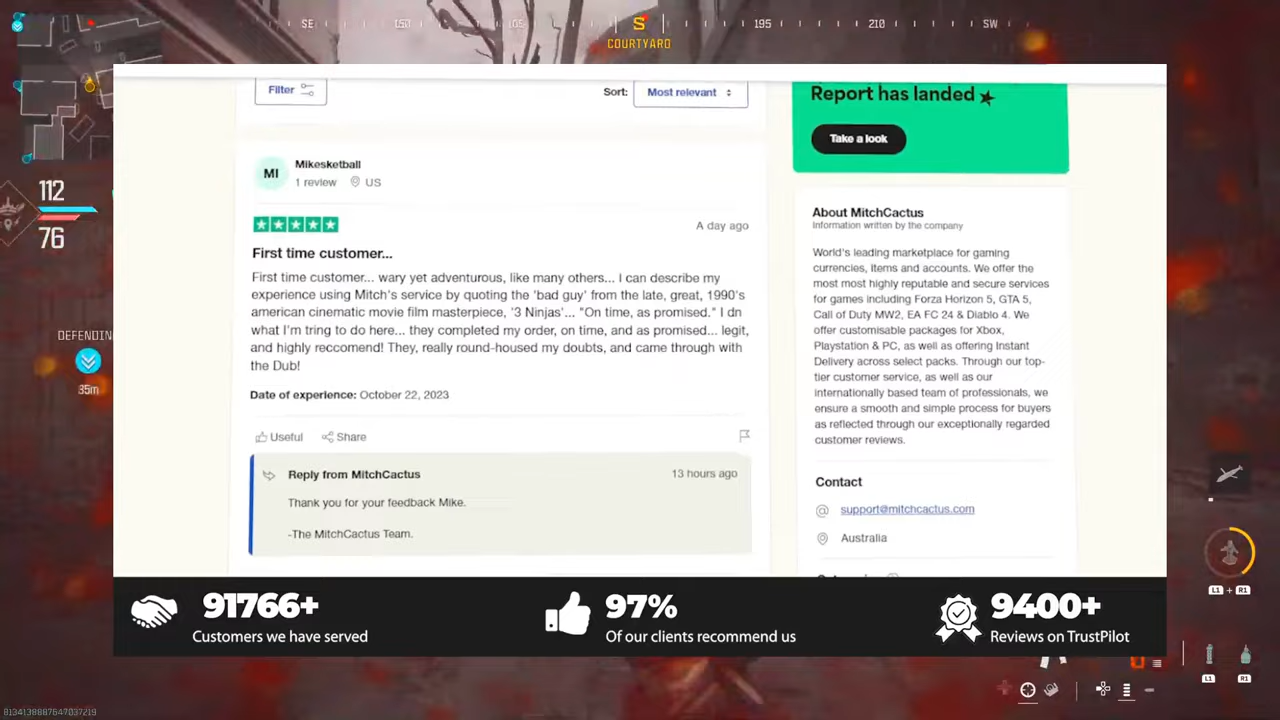 SE 150 165 S 195 210 SW
COURTYARD
112
76
DEFENDIN
35m
Filter
Sort: Most relevant
Report has landed
Take a look
MI
Mikesketball
1 review US
A day ago
First time customer...
First time customer... wary yet adventurous, like many others... I can describe my
experience using Mitch's service by quoting the 'bad guy' from the late, great, 1990's
american cinematic movie film masterpiece, '3 Ninjas'... "On time, as promised." I dn
what I'm tring to do here... they completed my order, on time, and as promised... legit,
and highly reccomend! They, really round-housed my doubts, and came through with
the Dub!
Date of experience: October 22, 2023
Useful Share
Reply from MitchCactus 13 hours ago
Thank you for your feedback Mike.
-The MitchCactus Team.
About MitchCactus
Information written by the company
World's leading marketplace for gaming
currencies, items and accounts. We offer the
most most highly reputable and secure services
for games including Forza Horizon 5, GTA 5,
Call of Duty MW2, EA FC 24 & Diablo 4. We
offer customisable packages for Xbox,
Playstation & PC, as well as offering Instant
Delivery across select packs. Through our top-
tier customer service, as well as our
internationally based team of professionals, we
ensure a smooth and simple process for buyers
as reflected through our exceptionally regarded
customer reviews.
Contact
support@mitchcactus.com
Australia
L1 + R1
91766+
Customers we have served
97%
Of our clients recommend us
9400+
Reviews on TrustPilot
L1 R1